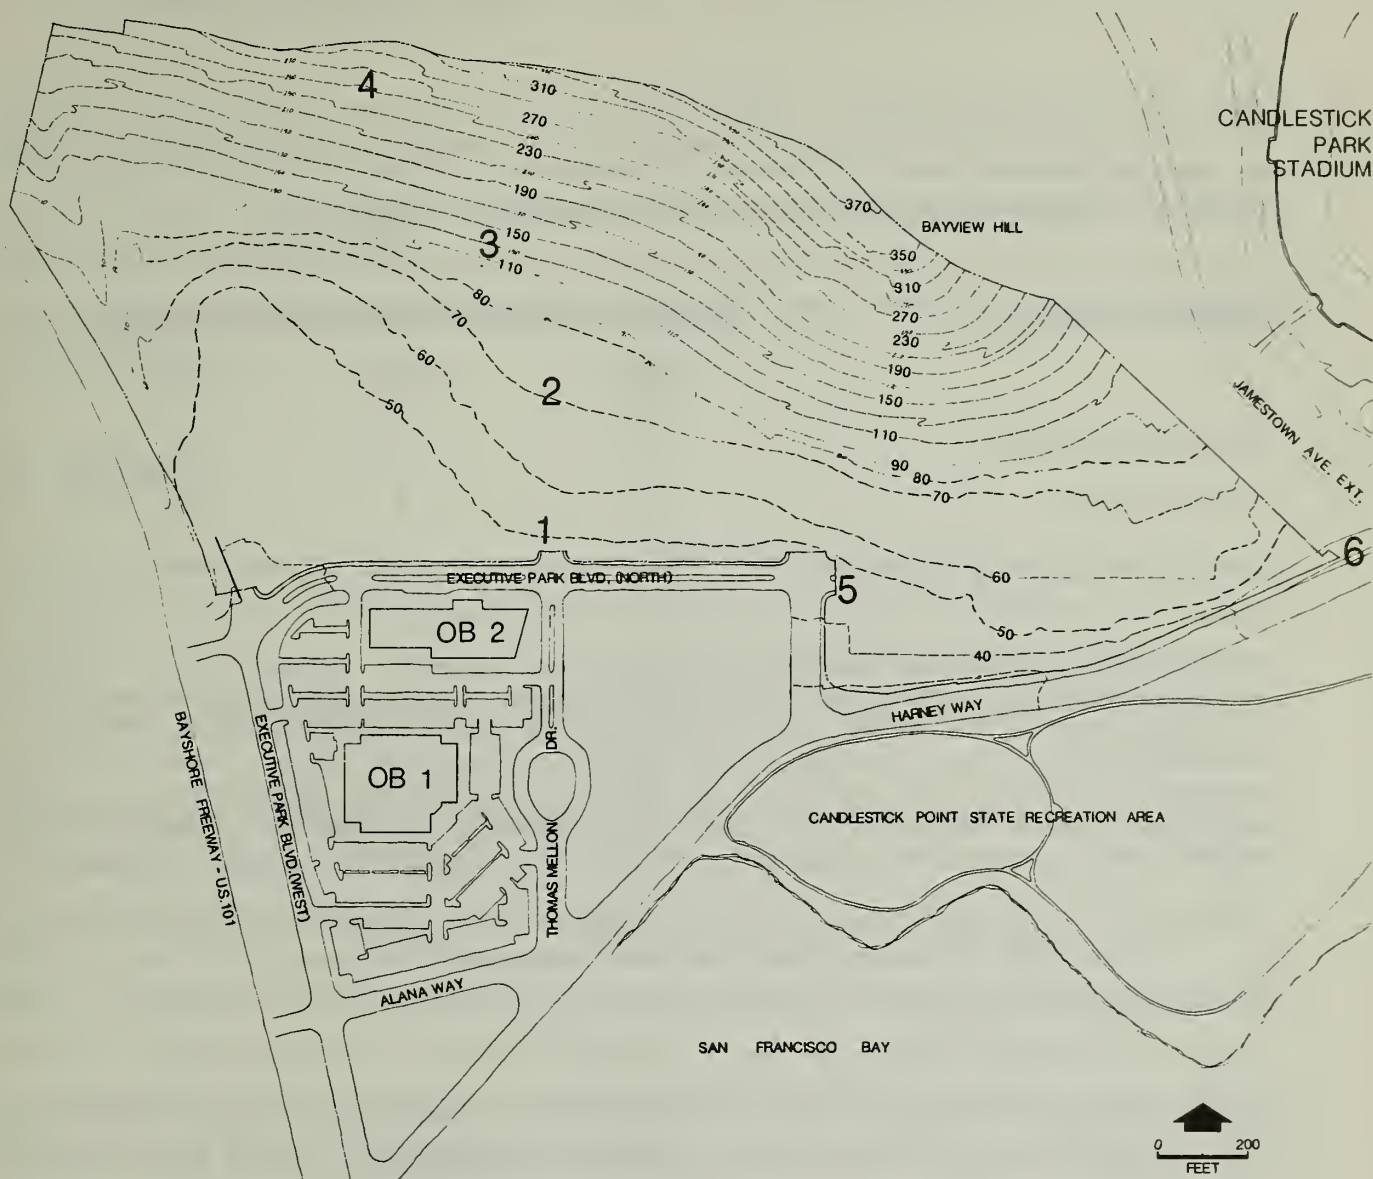 4
310
270
230
190
3
150
110
80
70
60
50
2
370
BAYVIEW HILL
350
310
270
230
190
150
110
90
80
70
CANDLESTICK
PARK
STADIUM
JAMESTOWN AVE. EXT.
1
5
6
60
50
40
EXECUTIVE PARK BLVD. (NORTH)
OB 2
OB 1
HARNEY WAY
BAYSHORE FREEWAY - U.S.101
EXECUTIVE PARK BLVD.(WEST)
THOMAS MELLON DR.
CANDLESTICK POINT STATE RECREATION AREA
ALANA WAY
SAN FRANCISCO BAY
0 200
FEET